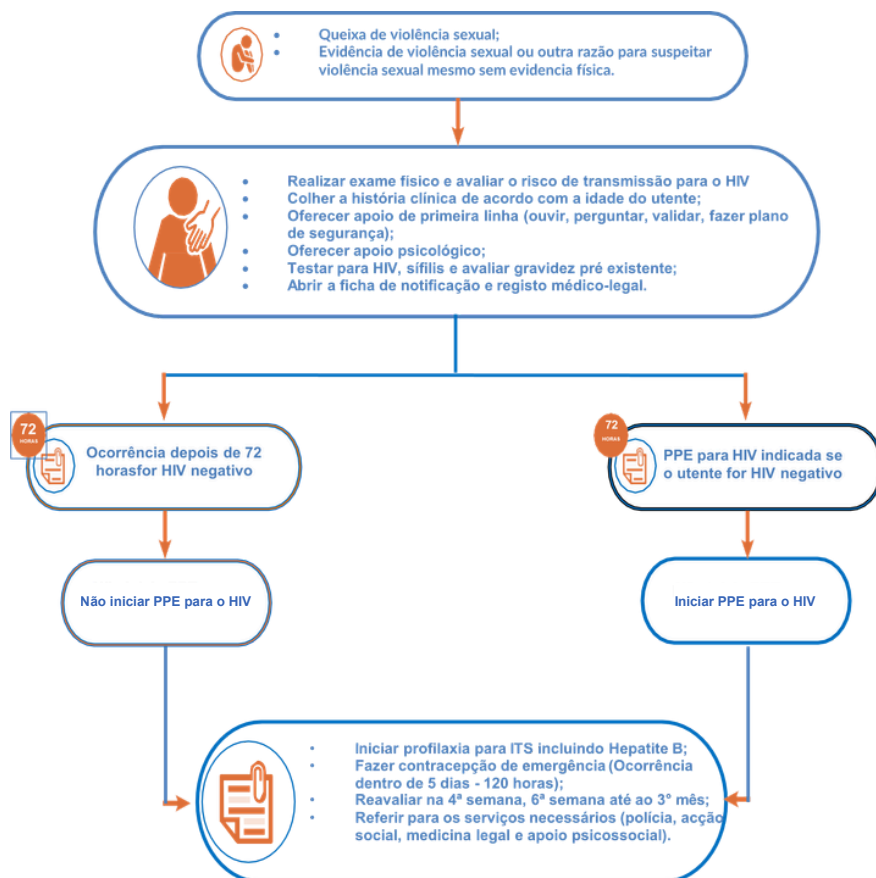 • Queixa de violência sexual;
• Evidência de violência sexual ou outra razão para suspeitar
violência sexual mesmo sem evidencia física.
• Realizar exame físico e avaliar o risco de transmissão para o HIV
• Colher a história clínica de acordo com a idade do utente;
• Oferecer apoio de primeira linha (ouvir, perguntar, validar, fazer plano
de segurança);
• Oferecer apoio psicológico;
• Testar para HIV, sífilis e avaliar gravidez pré existente;
• Abrir a ficha de notificação e registo médico-legal.
72
HORAS
Ocorrência depois de 72
horasfor HIV negativo
72
HORAS
PPE para HIV indicada se
o utente for HIV negativo
Não iniciar PPE para o HIV
Iniciar PPE para o HIV
• Iniciar profilaxia para ITS incluindo Hepatite B;
• Fazer contracepção de emergência (Ocorrência
dentro de 5 dias - 120 horas);
• Reavaliar na 4ª semana, 6ª semana até ao 3° mês;
• Referir para os serviços necessários (polícia, acção
social, medicina legal e apoio psicossocial).